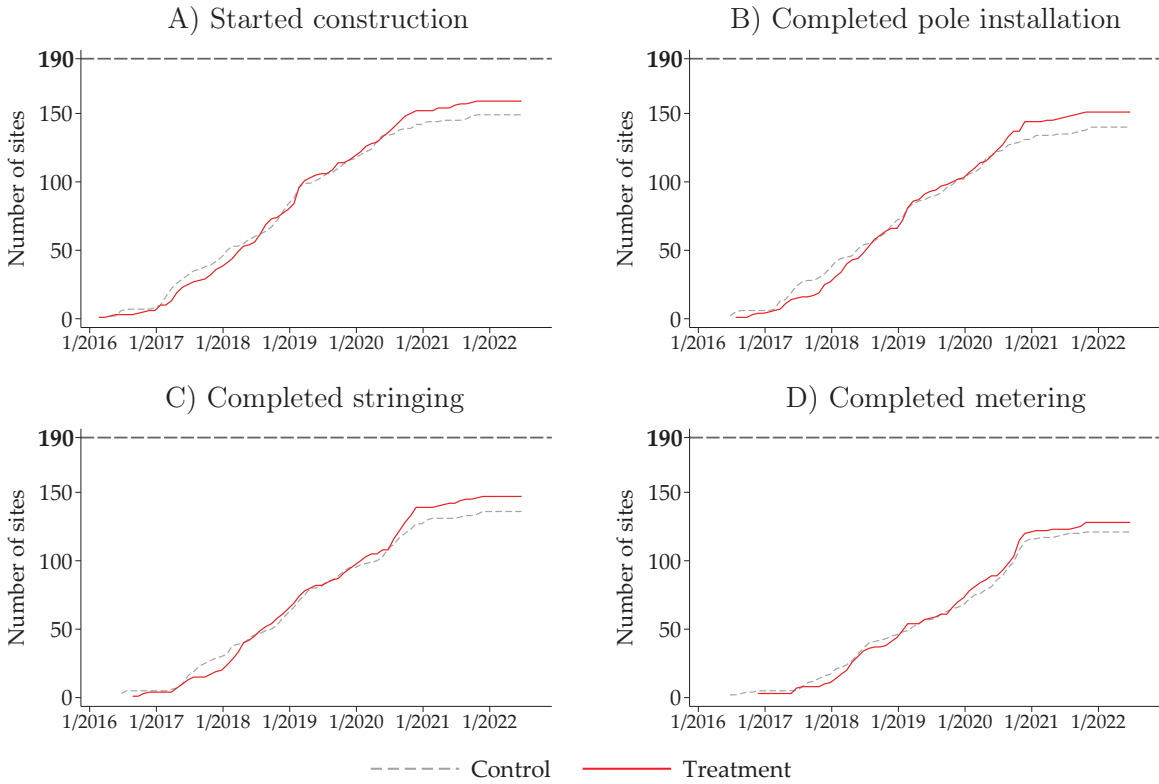 A) Started construction
B) Completed pole installation
Number of sites
190
150
100
50
0
1/2016 1/2017 1/2018 1/2019 1/2020 1/2021 1/2022
Number of sites
190
150
100
50
0
1/2016 1/2017 1/2018 1/2019 1/2020 1/2021 1/2022
C) Completed stringing
D) Completed metering
Number of sites
190
150
100
50
0
1/2016 1/2017 1/2018 1/2019 1/2020 1/2021 1/2022
Number of sites
190
150
100
50
0
1/2016 1/2017 1/2018 1/2019 1/2020 1/2021 1/2022
Control Treatment